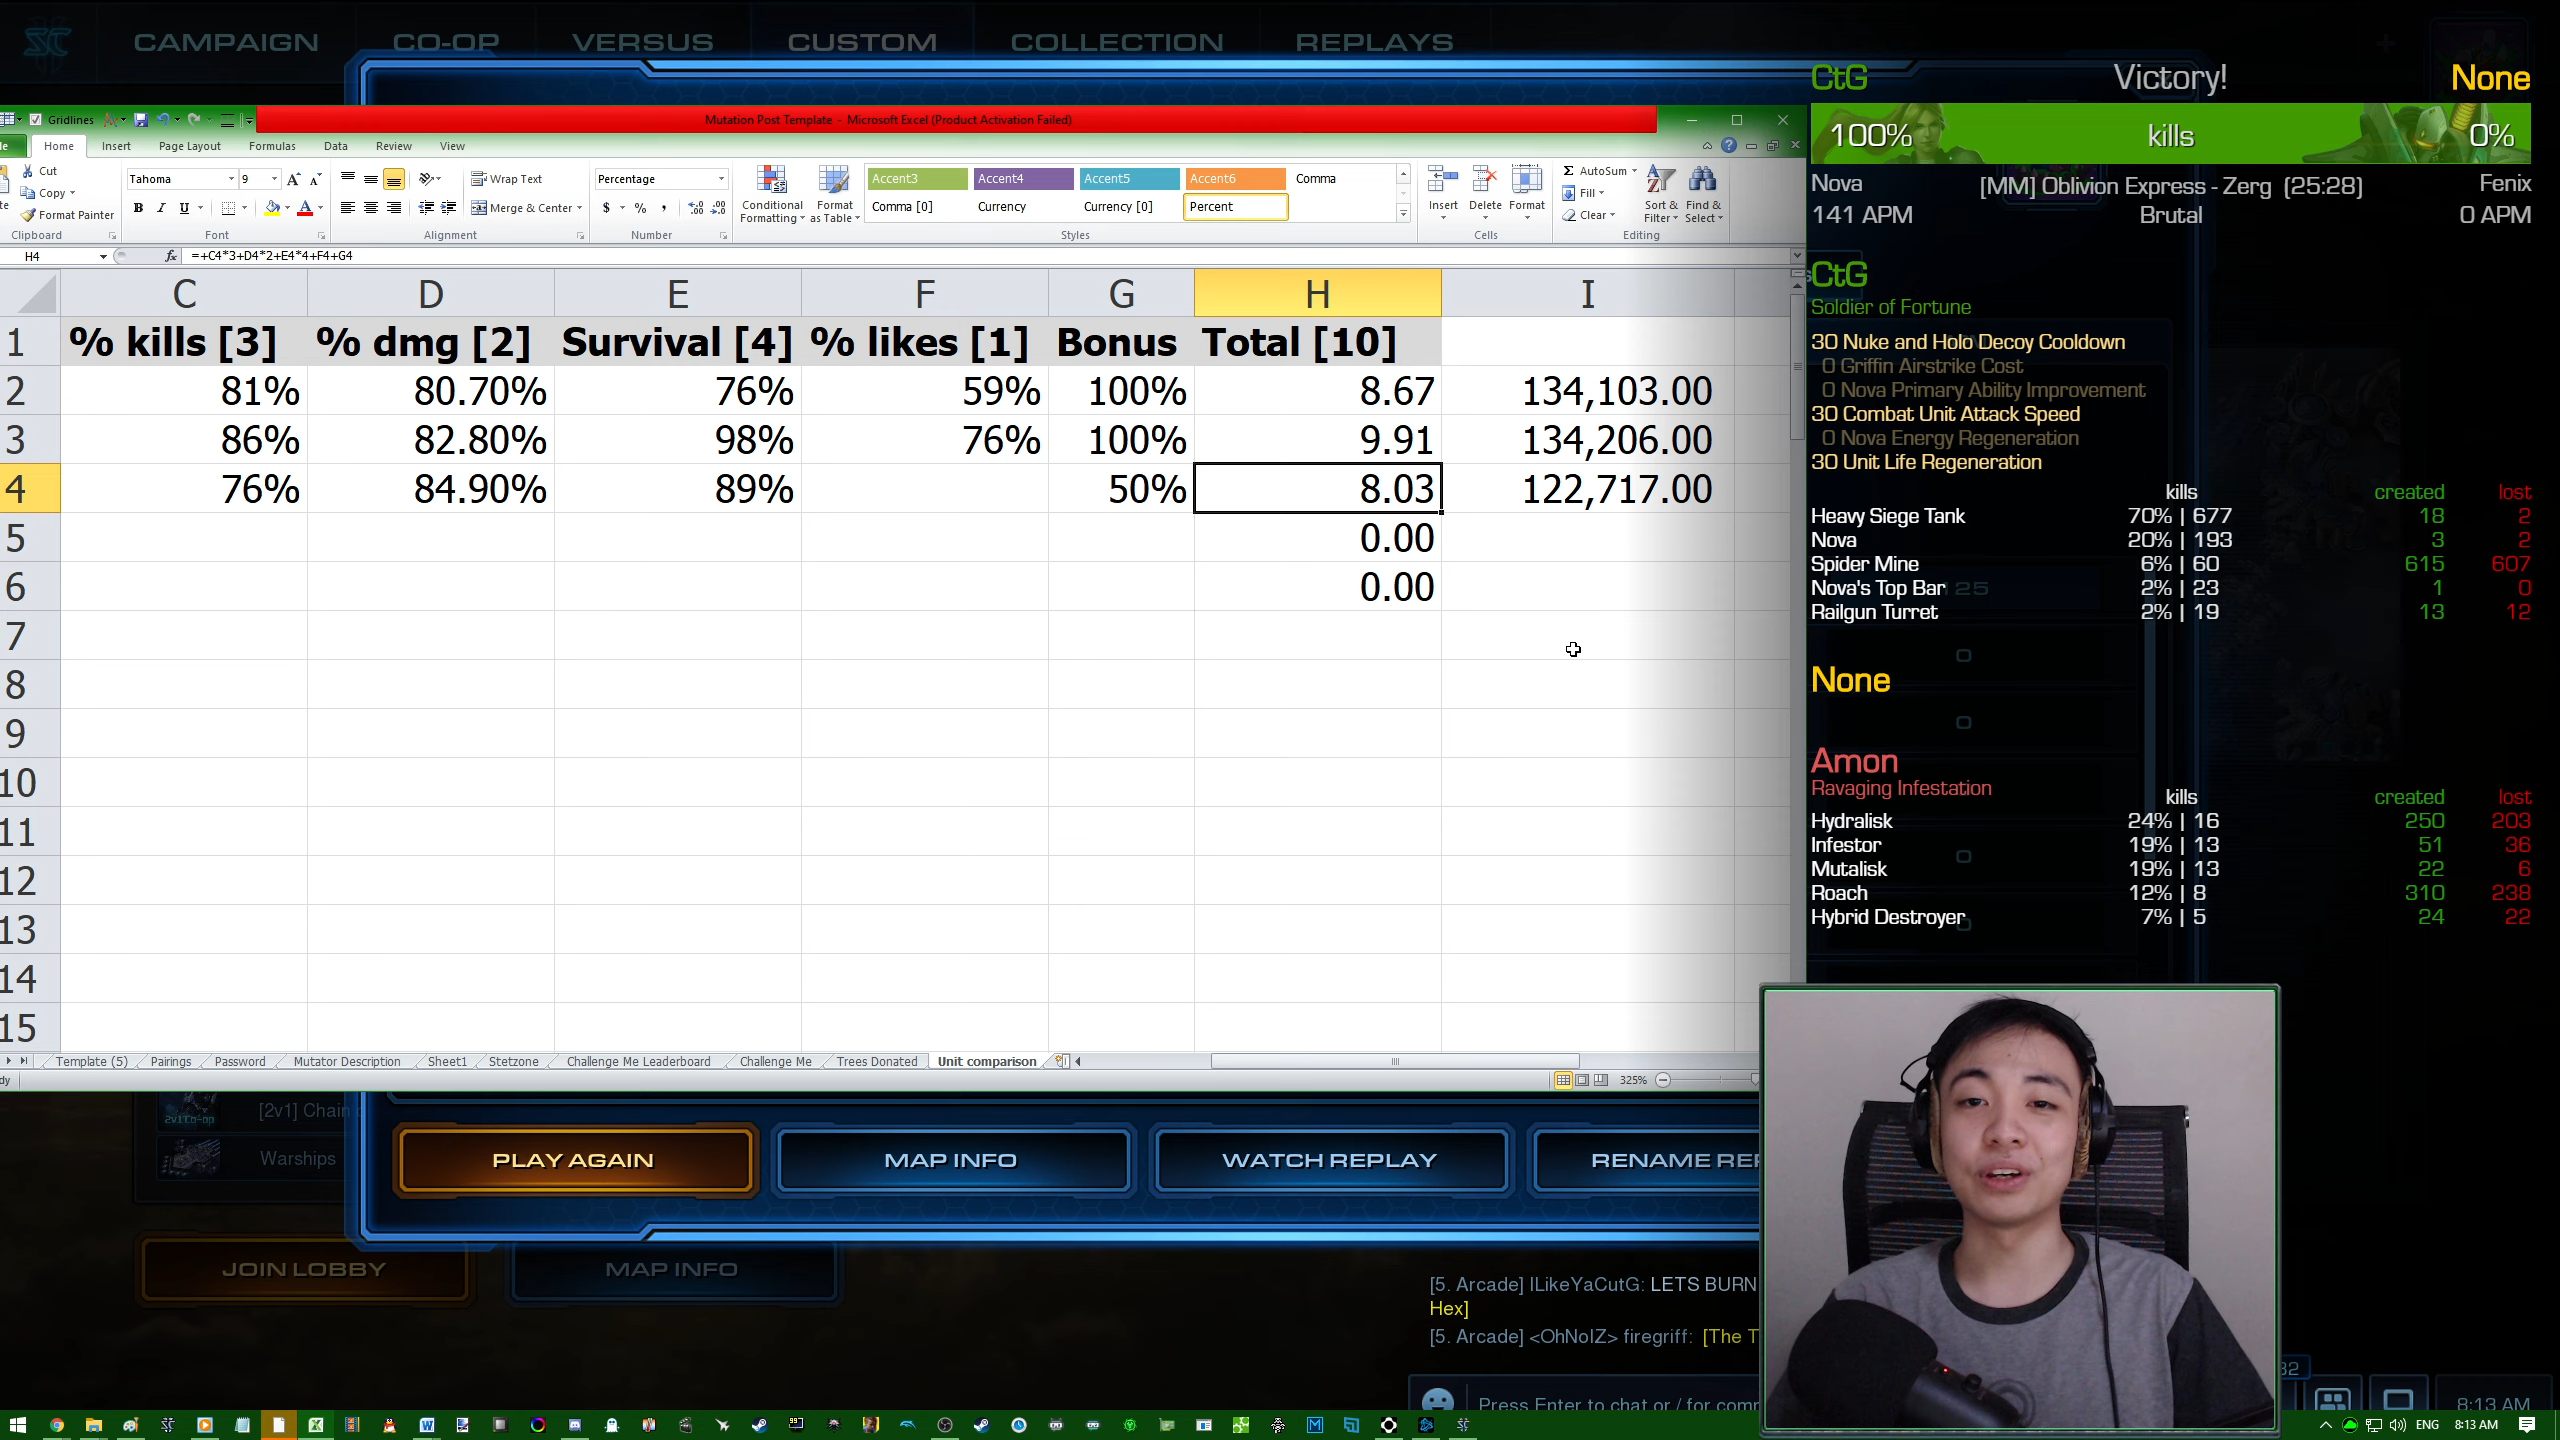 CAMPAIGN CO-OP VERSUS CUSTOM COLLECTION REPLAYS
Mutation Post Template - Microsoft Excel (Product Activation Failed)
Gridlines
Home Insert Page Layout Formulas Data Review View
Cut
Copy
Format Painter
Clipboard
Tahoma 9
B I U
Font
Wrap Text
Merge & Center
Alignment
Percentage
$ % ,
Number
Conditional Formatting
Format as Table
Accent3 Accent4 Accent5 Accent6 Comma
Comma [0] Currency Currency [0] Percent
Styles
Insert Delete Format
Cells
Σ AutoSum
Fill
Clear
Sort & Filter
Find & Select
Editing
H4 fx =+C4*3+D4*2+E4*4+F4+G4
C D E F G H I
1 % kills [3] % dmg [2] Survival [4] % likes [1] Bonus Total [10]
2 81% 80.70% 76% 59% 100% 8.67 134,103.00
3 86% 82.80% 98% 76% 100% 9.91 134,206.00
4 76% 84.90% 89% 50% 8.03 122,717.00
5 0.00
6 0.00
7
8
9
10
11
12
13
14
15
Template (5) Pairings Password Mutator Description Sheet1 Stetzone Challenge Me Leaderboard Challenge Me Trees Donated Unit comparison
325%
CtG Victory! None
100% kills 0%
Nova [MM] Oblivion Express - Zerg (25:28) Fenix
141 APM Brutal 0 APM
CtG
Soldier of Fortune
30 Nuke and Holo Decoy Cooldown
0 Griffin Airstrike Cost
0 Nova Primary Ability Improvement
30 Combat Unit Attack Speed
0 Nova Energy Regeneration
30 Unit Life Regeneration
kills created lost
Heavy Siege Tank 70% | 677 18 2
Nova 20% | 193 3 2
Spider Mine 6% | 60 615 607
Nova's Top Bar 2% | 23 1 0
Railgun Turret 2% | 19 13 12
None
Amon
Ravaging Infestation
kills created lost
Hydralisk 24% | 16 250 203
Infestor 19% | 13 51 36
Mutalisk 19% | 13 22 6
Roach 12% | 8 310 238
Hybrid Destroyer 7% | 5 24 22
[2v1] Chain
Warships
PLAY AGAIN MAP INFO WATCH REPLAY RENAME RE
JOIN LOBBY MAP INFO
[5. Arcade] ILikeYaCutG: LETS BURN
Hex]
[5. Arcade] <OhNoIZ> firegriff: [The T
Press Enter to chat or / for comm
8:13 AM
ENG 8:13 AM